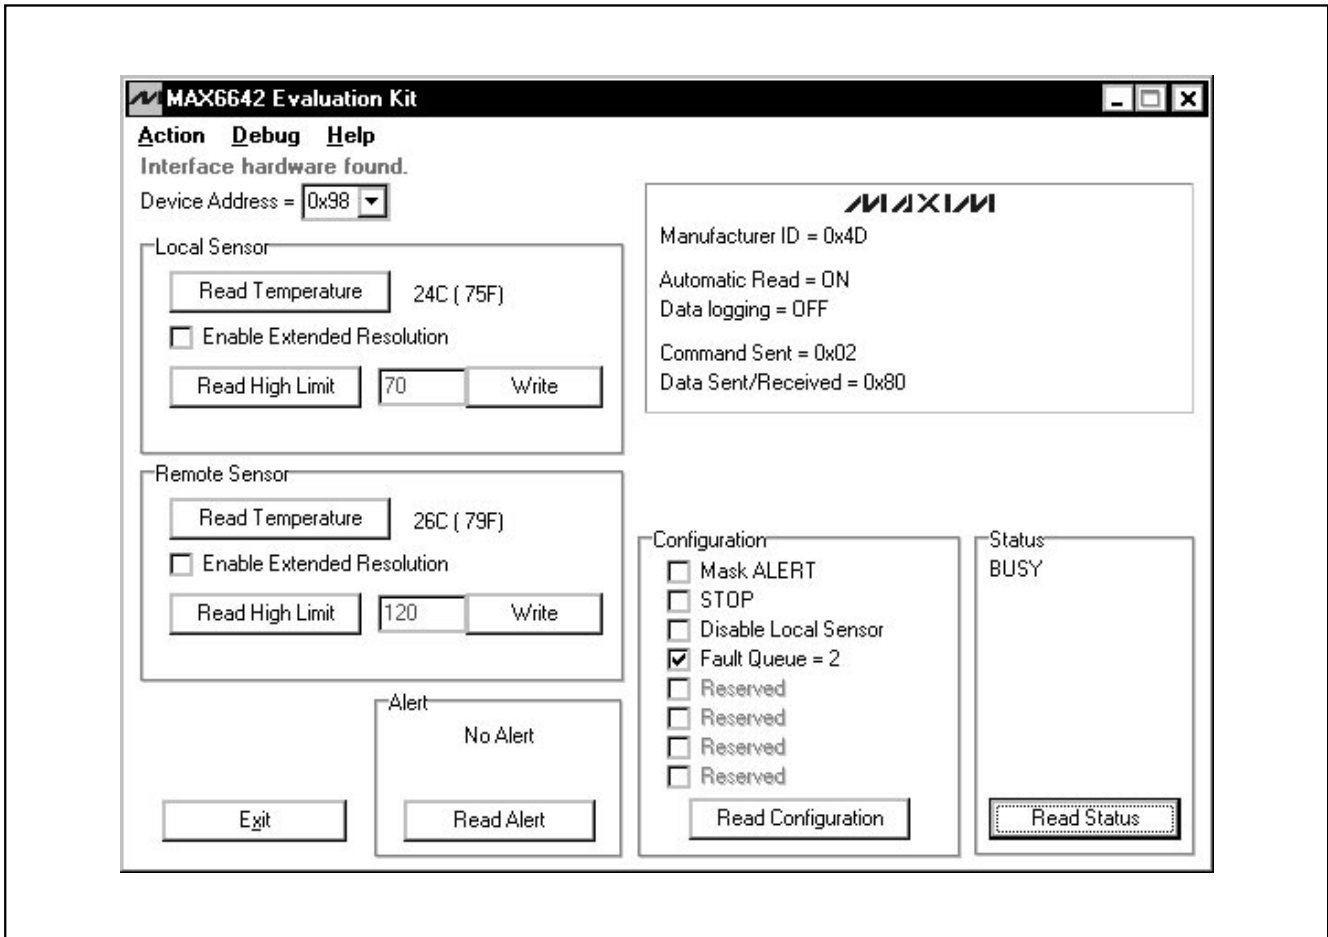 MAX6642 Evaluation Kit
Action Debug Help
Interface hardware found.
Device Address = 0x98
MAXIM
Manufacturer ID = 0x4D
Automatic Read = ON
Data logging = OFF
Command Sent = 0x02
Data Sent/Received = 0x80
Local Sensor
Read Temperature 24C ( 75F)
Enable Extended Resolution
Read High Limit 70 Write
Remote Sensor
Read Temperature 26C ( 79F)
Enable Extended Resolution
Read High Limit 120 Write
Exit
Alert
No Alert
Read Alert
Configuration
Mask ALERT
STOP
Disable Local Sensor
Fault Queue = 2
Reserved
Reserved
Reserved
Reserved
Read Configuration
Status
BUSY
Read Status